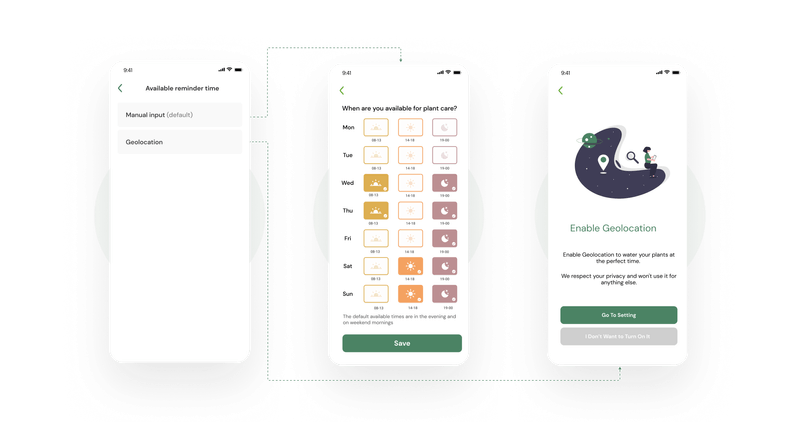 9:41
Available reminder time
Manual input (default)
Geolocation
9:41
When are you available for plant care?
Mon
08-13 14-18 19-00
Tue
08-13 14-18 19-00
Wed
08-13 14-18 19-00
Thu
08-13 14-18 19-00
Fri
08-13 14-18 19-00
Sat
08-13 14-18 19-00
Sun
08-13 14-18 19-00
The default available times are in the evening and
on weekend mornings
Save
9:41
Enable Geolocation
Enable Geolocation to water your plants at
the perfect time.
We respect your privacy and won't use it for
anything else.
Go To Setting
I Don't Want to Turn On It